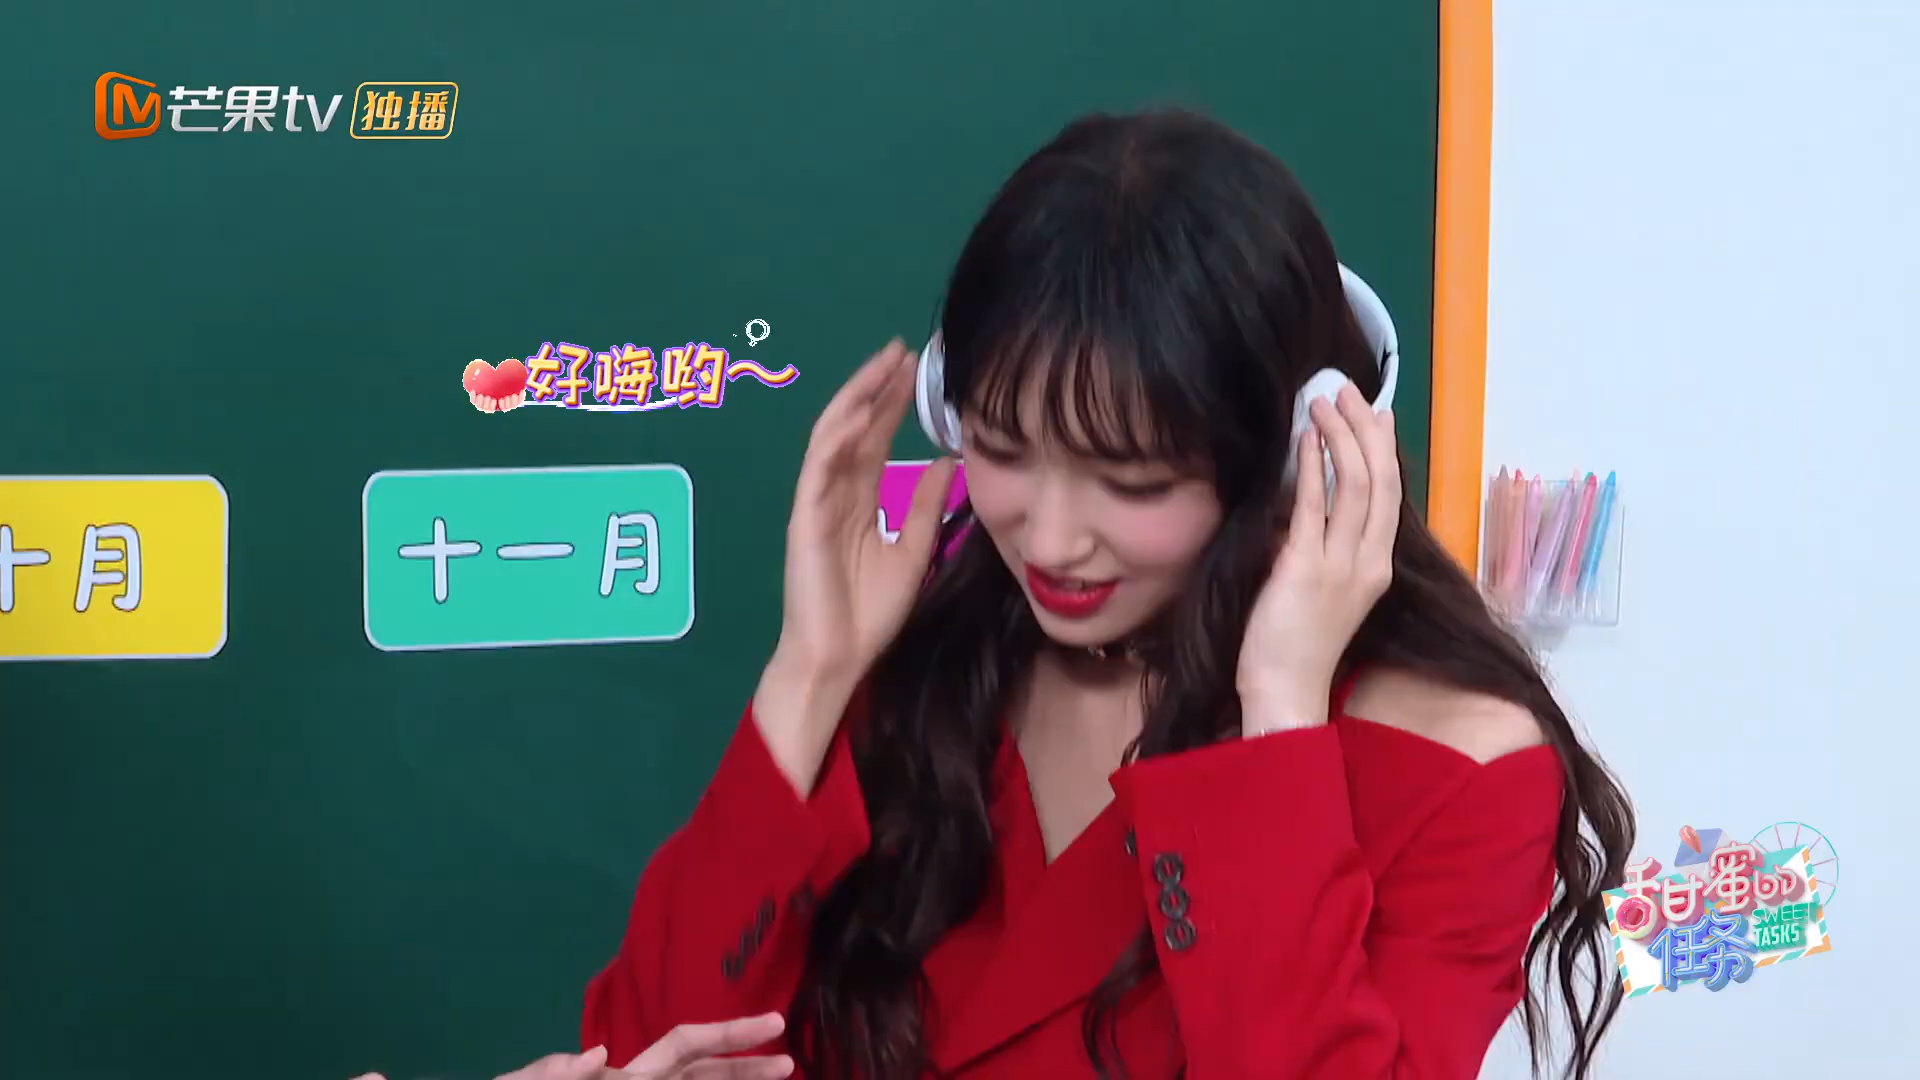 芒果tv 独播
好嗨哟～
十月
十一月
甜蜜的
任务
SWEET
TASKS